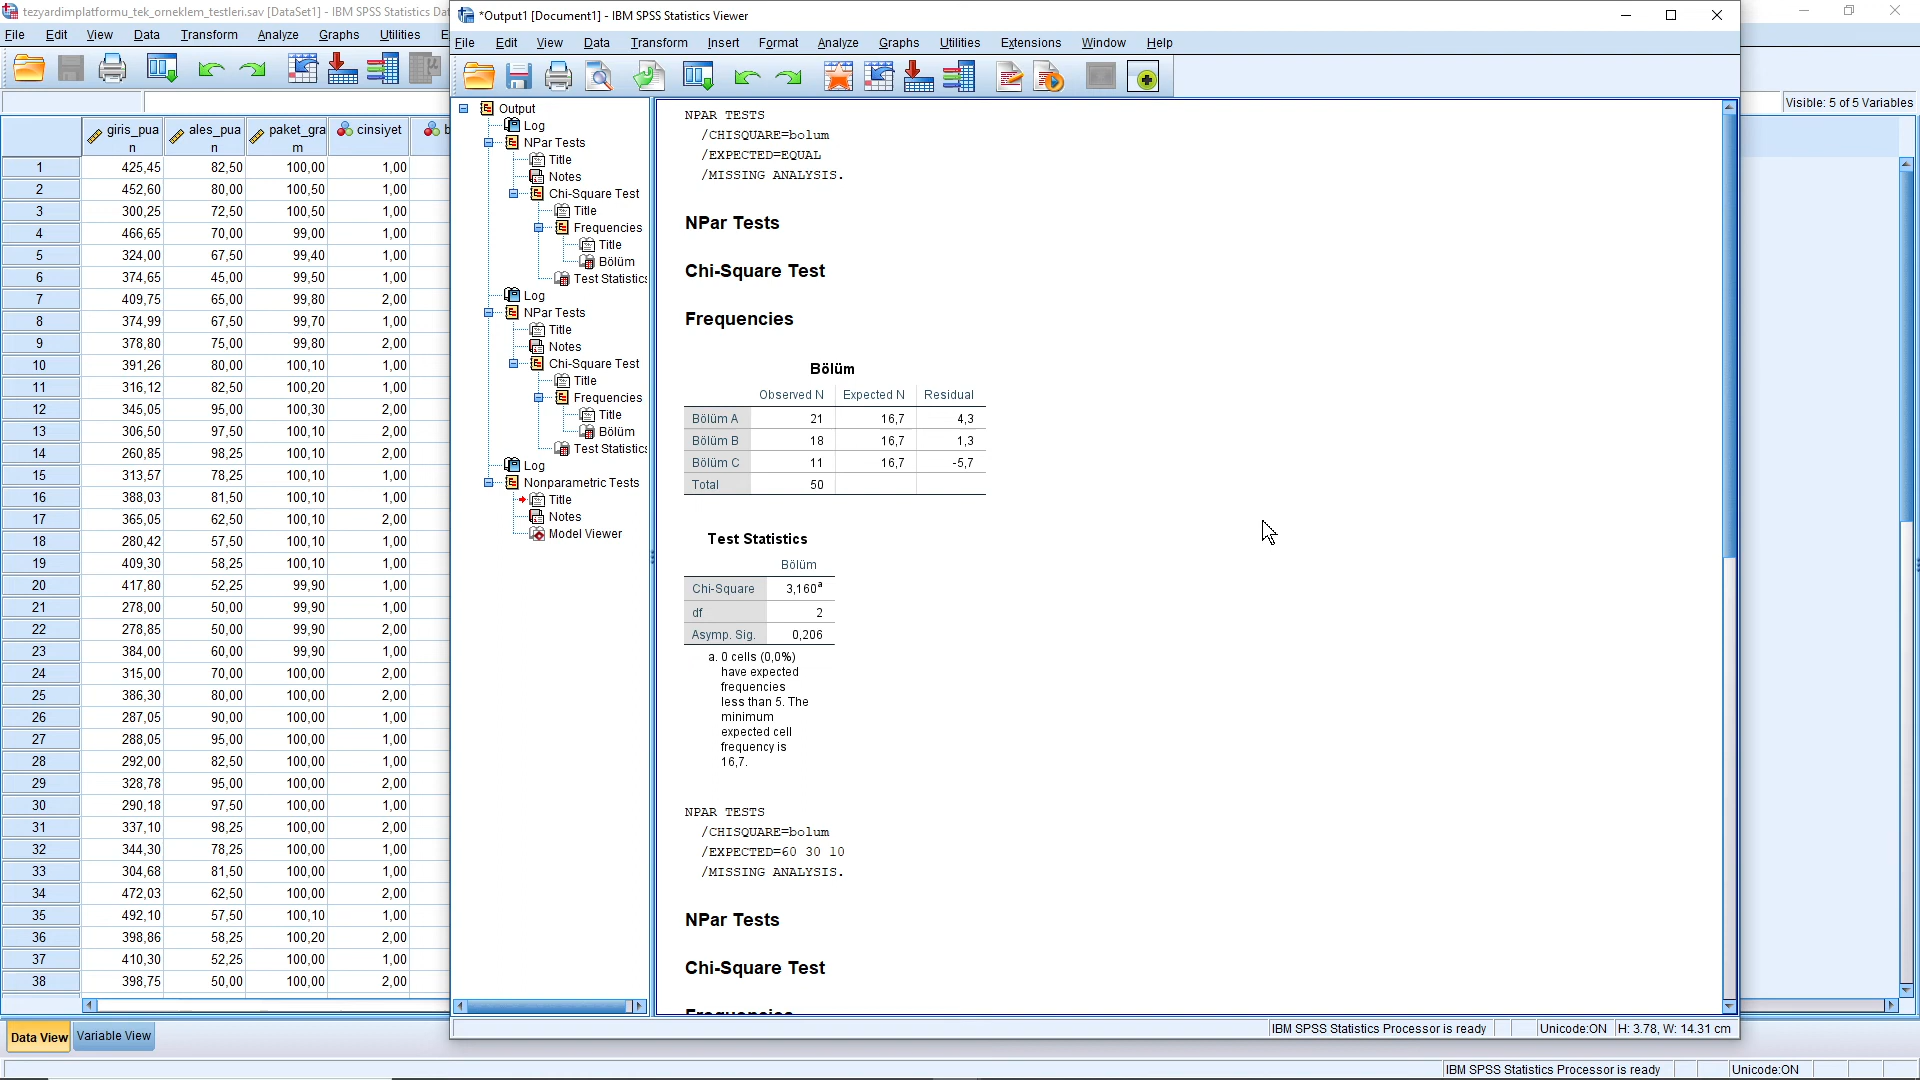 tezyardimplatformu_tek_orneklem_testleri.sav [DataSet1] - IBM SPSS Statistics Dat
File Edit View Data Transform Analyze Graphs Utilities E
Visible: 5 of 5 Variables
giris_pua n ales_pua n paket_gra m cinsiyet b
1 425,45 82,50 100,00 1,00
2 452,60 80,00 100,50 1,00
3 300,25 72,50 100,50 1,00
4 466,65 70,00 99,00 1,00
5 324,00 67,50 99,40 1,00
6 374,65 45,00 99,50 1,00
7 409,75 65,00 99,80 2,00
8 374,99 67,50 99,70 1,00
9 378,80 75,00 99,80 2,00
10 391,26 80,00 100,10 1,00
11 316,12 82,50 100,20 1,00
12 345,05 95,00 100,30 2,00
13 306,50 97,50 100,10 2,00
14 260,85 98,25 100,10 2,00
15 313,57 78,25 100,10 1,00
16 388,03 81,50 100,10 1,00
17 365,05 62,50 100,10 2,00
18 280,42 57,50 100,10 1,00
19 409,30 58,25 100,10 1,00
20 417,80 52,25 99,90 1,00
21 278,00 50,00 99,90 1,00
22 278,85 50,00 99,90 2,00
23 384,00 60,00 99,90 1,00
24 315,00 70,00 100,00 2,00
25 386,30 80,00 100,00 2,00
26 287,05 90,00 100,00 1,00
27 288,05 95,00 100,00 1,00
28 292,00 82,50 100,00 1,00
29 328,78 95,00 100,00 2,00
30 290,18 97,50 100,00 1,00
31 337,10 98,25 100,00 2,00
32 344,30 78,25 100,00 1,00
33 304,68 81,50 100,00 1,00
34 472,03 62,50 100,00 2,00
35 492,10 57,50 100,10 1,00
36 398,86 58,25 100,20 2,00
37 410,30 52,25 100,00 1,00
38 398,75 50,00 100,00 2,00
Data View Variable View
IBM SPSS Statistics Processor is ready Unicode:ON
*Output1 [Document1] - IBM SPSS Statistics Viewer
File Edit View Data Transform Insert Format Analyze Graphs Utilities Extensions Window Help
Output
Log
NPar Tests
Title
Notes
Chi-Square Test
Title
Frequencies
Title
Bölüm
Test Statistics
Log
NPar Tests
Title
Notes
Chi-Square Test
Title
Frequencies
Title
Bölüm
Test Statistics
Log
Nonparametric Tests
Title
Notes
Model Viewer
NPAR TESTS
/CHISQUARE=bolum
/EXPECTED=EQUAL
/MISSING ANALYSIS.
NPar Tests
Chi-Square Test
Frequencies
Bölüm
Observed N Expected N Residual
Bölüm A 21 16,7 4,3
Bölüm B 18 16,7 1,3
Bölüm C 11 16,7 -5,7
Total 50
Test Statistics
Bölüm
Chi-Square 3,160a
df 2
Asymp. Sig. 0,206
a. 0 cells (0,0%)
have expected
frequencies
less than 5. The
minimum
expected cell
frequency is
16,7.
NPAR TESTS
/CHISQUARE=bolum
/EXPECTED=60 30 10
/MISSING ANALYSIS.
NPar Tests
Chi-Square Test
Frequencies
IBM SPSS Statistics Processor is ready Unicode:ON H: 3.78, W: 14.31 cm